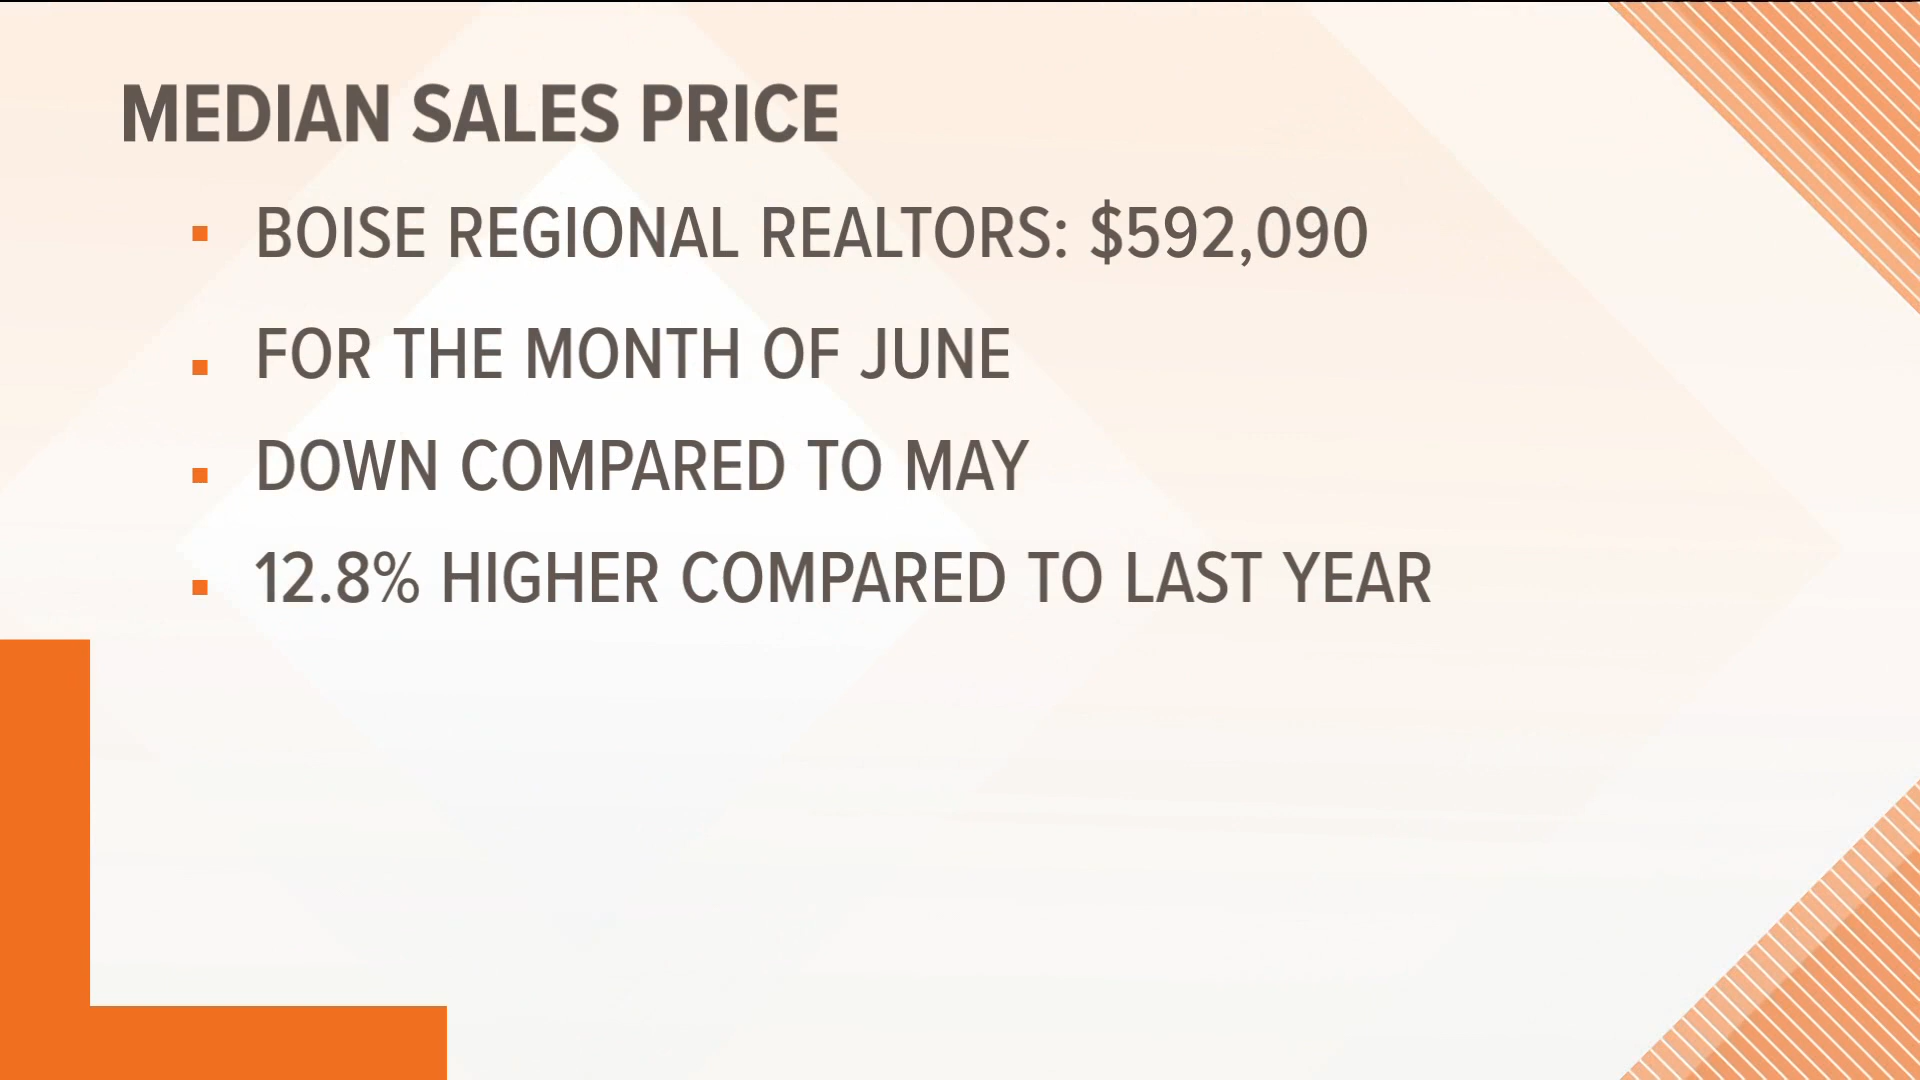 MEDIAN SALES PRICE
BOISE REGIONAL REALTORS: $592,090
FOR THE MONTH OF JUNE
DOWN COMPARED TO MAY
12.8% HIGHER COMPARED TO LAST YEAR